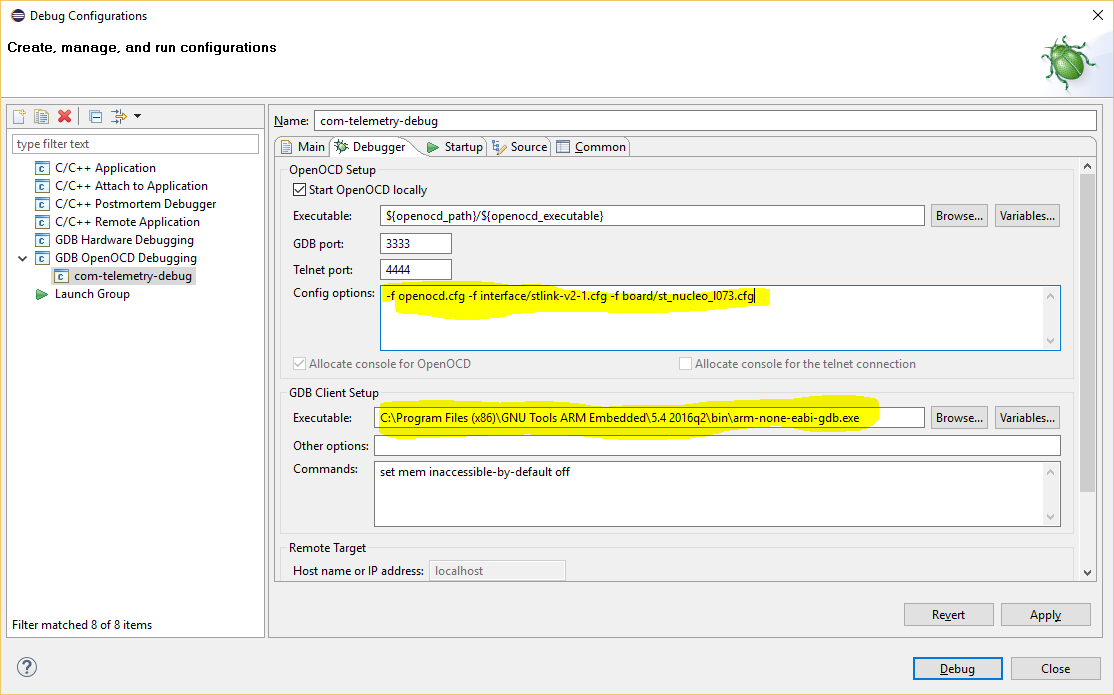 Debug Configurations
Create, manage, and run configurations
type filter text
C/C++ Application
C/C++ Attach to Application
C/C++ Postmortem Debugger
C/C++ Remote Application
GDB Hardware Debugging
GDB OpenOCD Debugging
com-telemetry-debug
Launch Group
Filter matched 8 of 8 items
Name: com-telemetry-debug
Main Debugger Startup Source Common
OpenOCD Setup
Start OpenOCD locally
Executable: ${openocd_path}/${openocd_executable} Browse... Variables...
GDB port: 3333
Telnet port: 4444
Config options: -f openocd.cfg -f interface/stlink-v2-1.cfg -f board/st_nucleo_l073.cfg
Allocate console for OpenOCD Allocate console for the telnet connection
GDB Client Setup
Executable: C:\Program Files (x86)\GNU Tools ARM Embedded\5.4 2016q2\bin\arm-none-eabi-gdb.exe Browse... Variables...
Other options:
Commands: set mem inaccessible-by-default off
Remote Target
Host name or IP address: localhost
Revert Apply
Debug Close